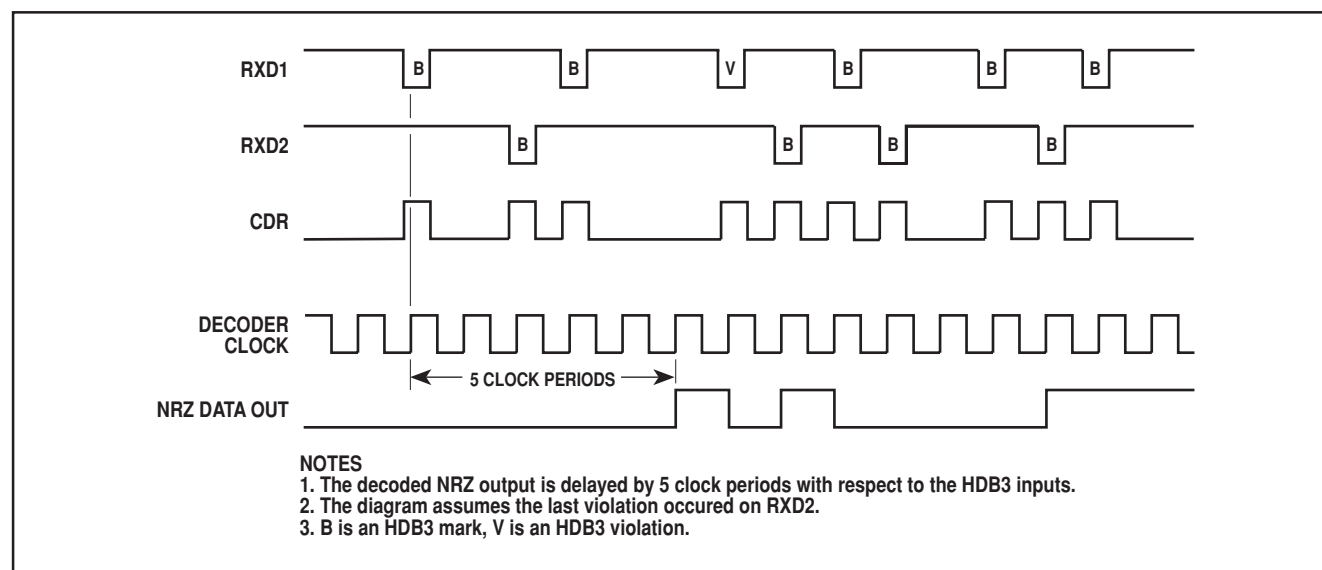 RXD1
B B V B B B
RXD2
B B B B
CDR
DECODER
CLOCK
5 CLOCK PERIODS
NRZ DATA OUT
NOTES
1. The decoded NRZ output is delayed by 5 clock periods with respect to the HDB3 inputs.
2. The diagram assumes the last violation occured on RXD2.
3. B is an HDB3 mark, V is an HDB3 violation.